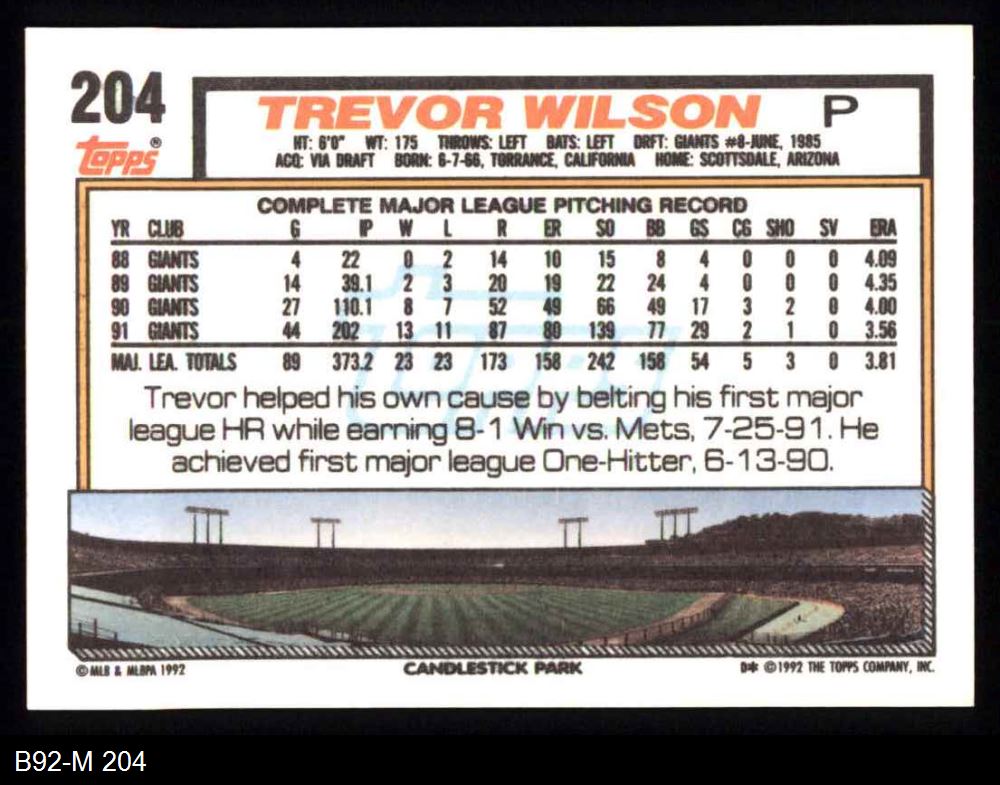 204
TOPPS®
TREVOR WILSON P
HT: 6'0" WT: 175 THROWS: LEFT BATS: LEFT DRFT: GIANTS #8-JUNE, 1985
ACQ: VIA DRAFT BORN: 6-7-66, TORRANCE, CALIFORNIA HOME: SCOTTSDALE, ARIZONA
COMPLETE MAJOR LEAGUE PITCHING RECORD
YR CLUB G IP W L R ER SO BB GS CG SHO SV ERA
88 GIANTS 4 22 0 2 14 10 15 8 4 0 0 0 4.09
89 GIANTS 14 39.1 2 3 20 19 22 24 4 0 0 0 4.35
90 GIANTS 27 110.1 8 7 52 49 66 49 17 3 2 0 4.00
91 GIANTS 44 202 13 11 87 80 139 77 29 2 1 0 3.56
MAJ. LEA. TOTALS 89 373.2 23 23 173 158 242 158 54 5 3 0 3.81
Trevor helped his own cause by belting his first major
league HR while earning 8-1 Win vs. Mets, 7-25-91. He
achieved first major league One-Hitter, 6-13-90.
© MLB & MLBPA 1992 CANDLESTICK PARK D* ©1992 THE TOPPS COMPANY, INC.
B92-M 204